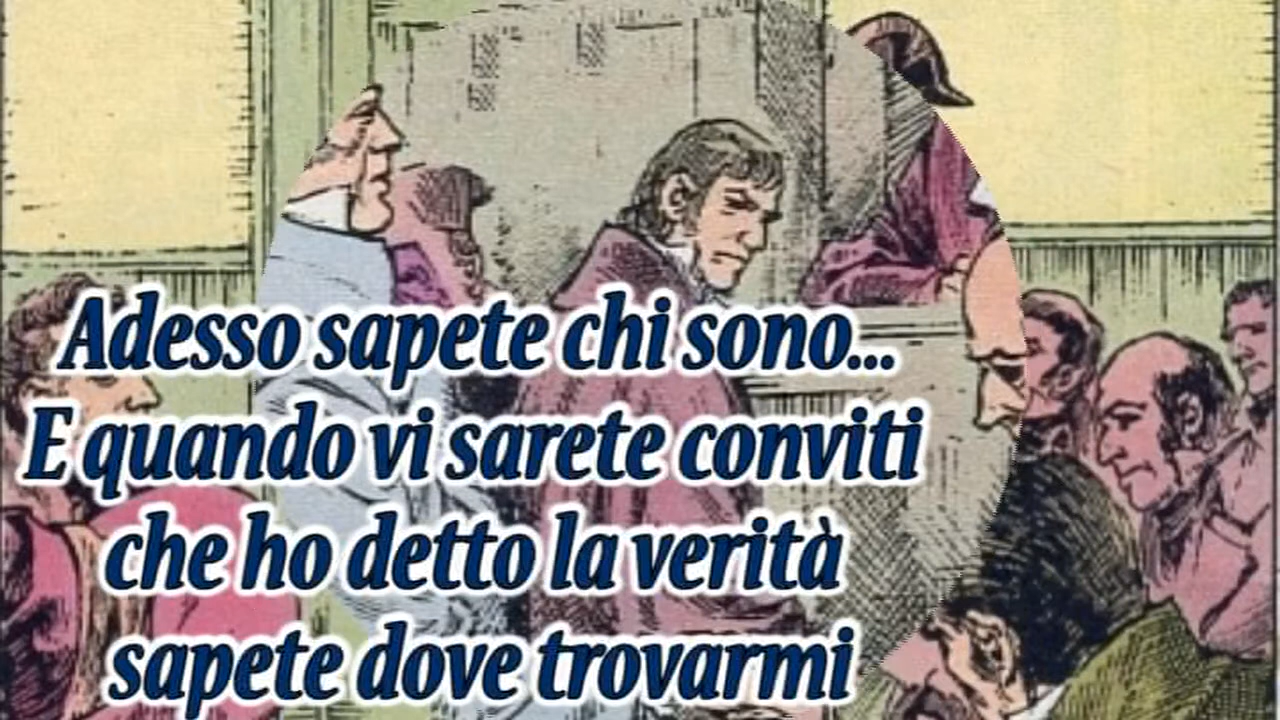 Adesso sapete chi sono...
E quando vi sarete conviti
che ho detto la verità
sapete dove trovarmi